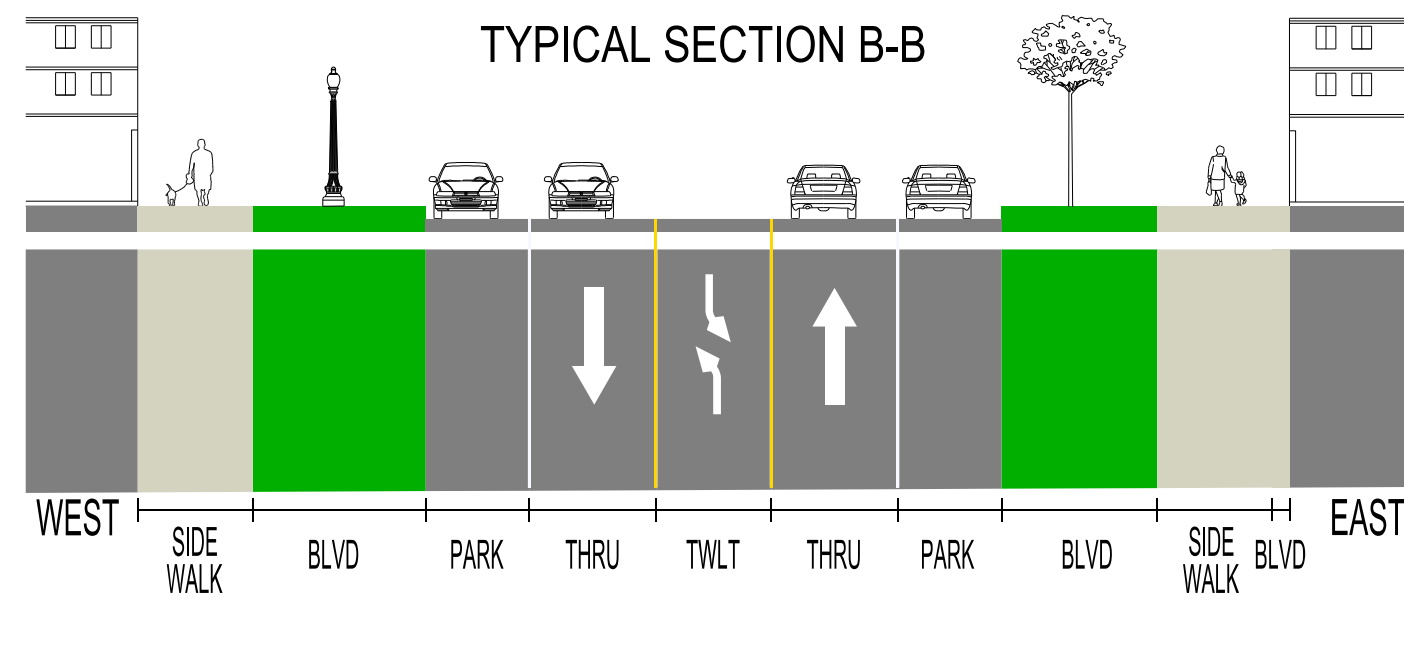 TYPICAL SECTION B-B
WEST
EAST
SIDE
WALK
BLVD
PARK
THRU
TWLT
THRU
PARK
BLVD
SIDE
WALK
BLVD